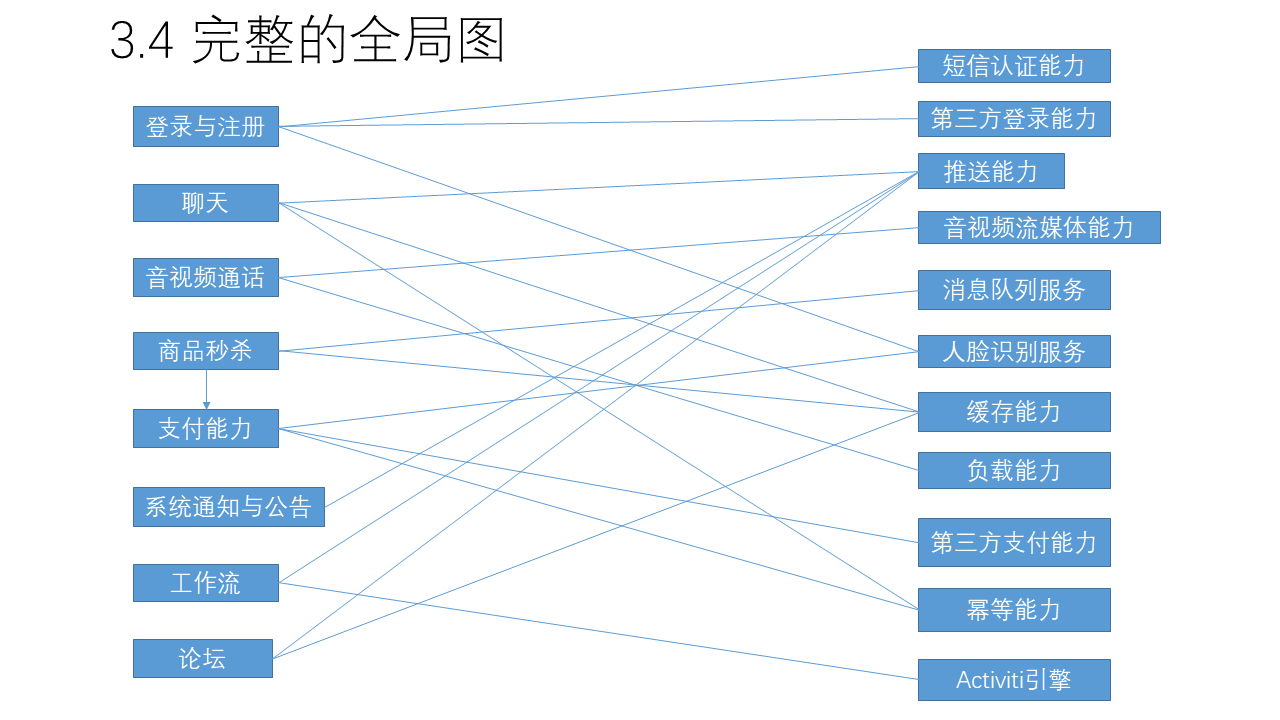 3.4 完整的全局图
登录与注册
聊天
音视频通话
商品秒杀
支付能力
系统通知与公告
工作流
论坛
短信认证能力
第三方登录能力
推送能力
音视频流媒体能力
消息队列服务
人脸识别服务
缓存能力
负载能力
第三方支付能力
幂等能力
Activiti引擎